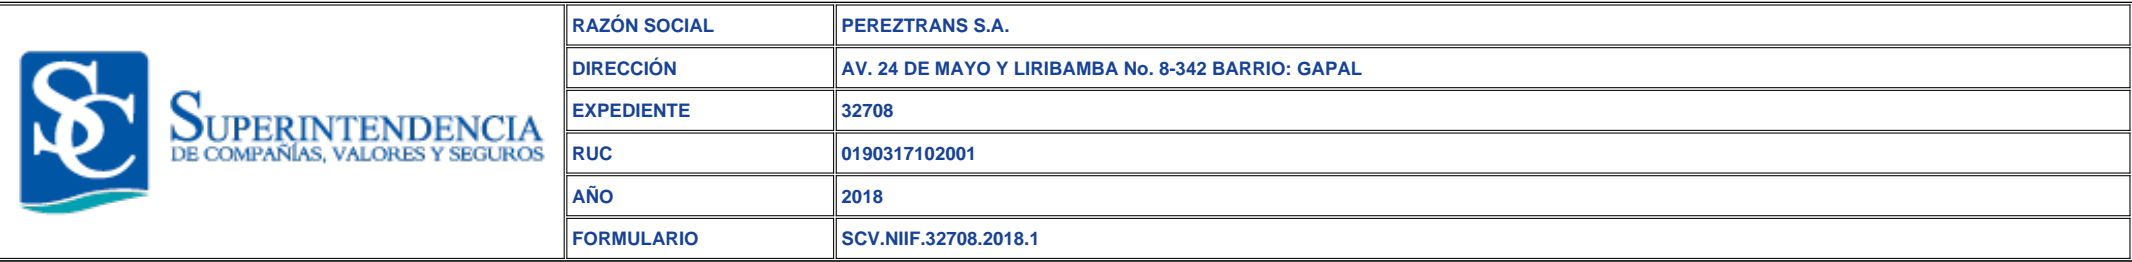 SC
SUPERINTENDENCIA
DE COMPAÑÍAS, VALORES Y SEGUROS
RAZÓN SOCIAL PEREZTRANS S.A.
DIRECCIÓN AV. 24 DE MAYO Y LIRIBAMBA No. 8-342 BARRIO: GAPAL
EXPEDIENTE 32708
RUC 0190317102001
AÑO 2018
FORMULARIO SCV.NIIF.32708.2018.1